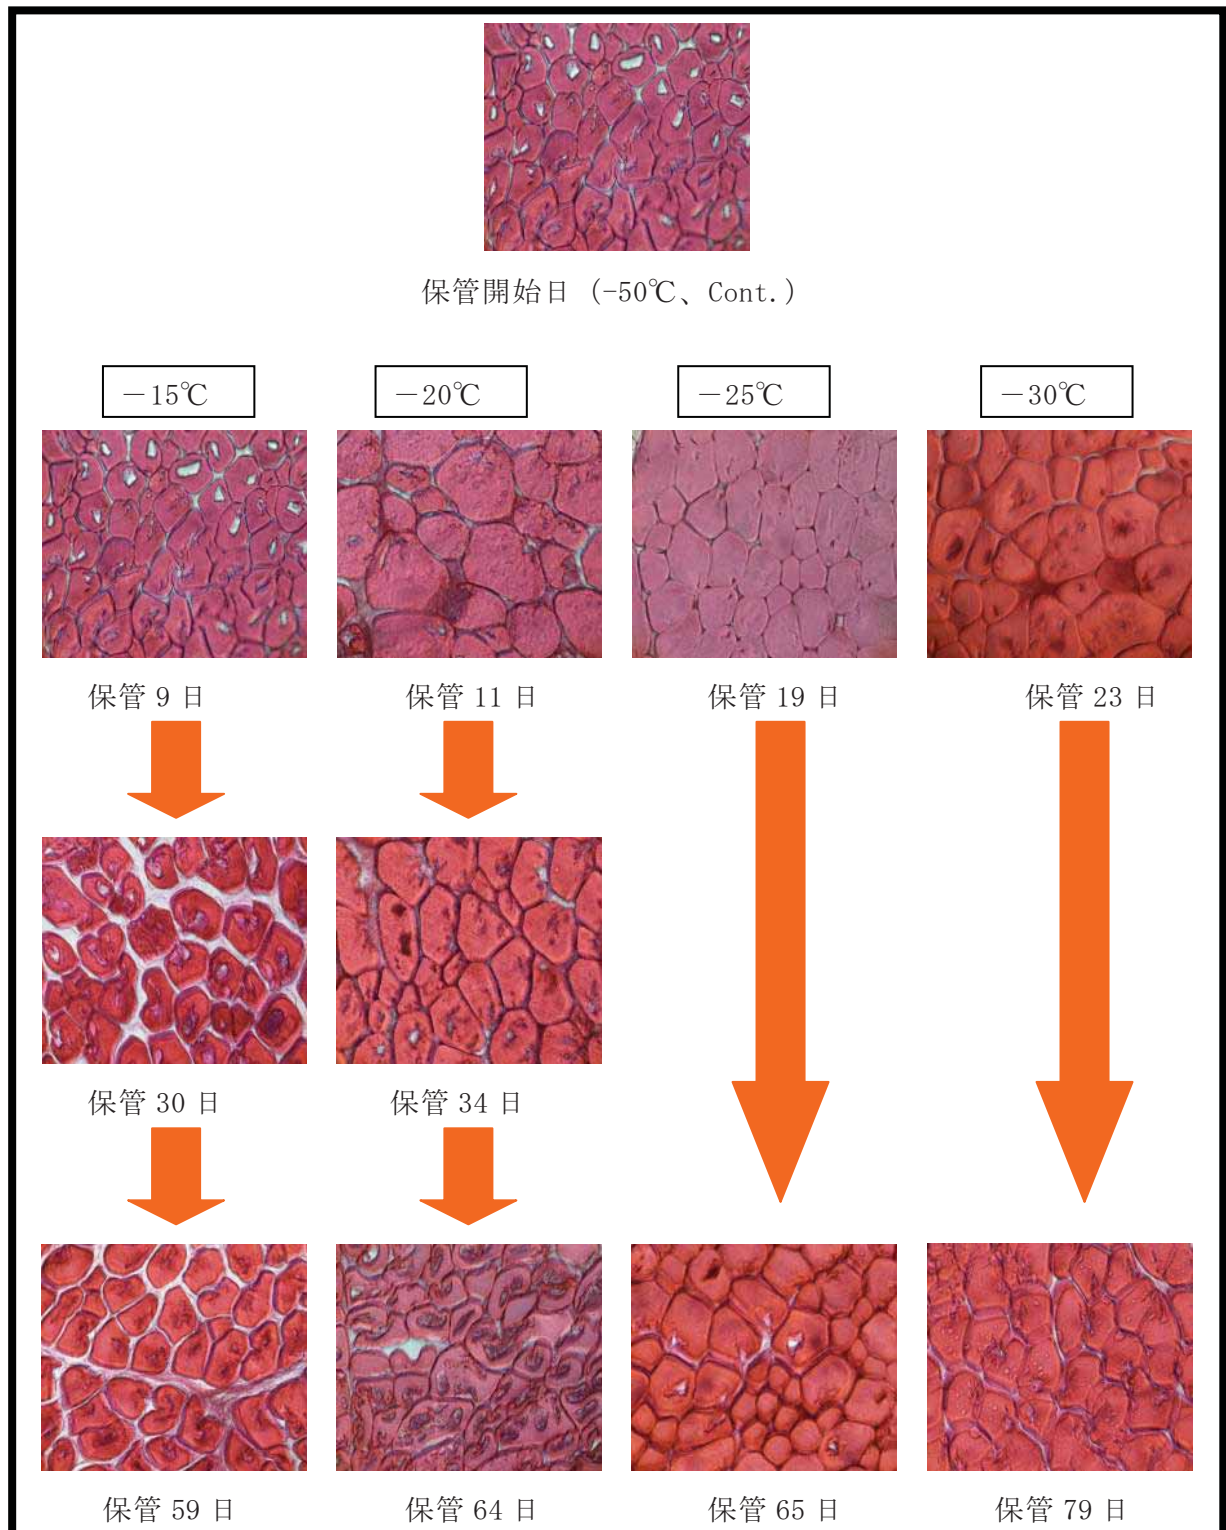 保管開始日 (-50℃、Cont.)
－15℃
－20℃
－25℃
－30℃
保管 9 日
保管 11 日
保管 19 日
保管 23 日
保管 30 日
保管 34 日
保管 59 日
保管 64 日
保管 65 日
保管 79 日